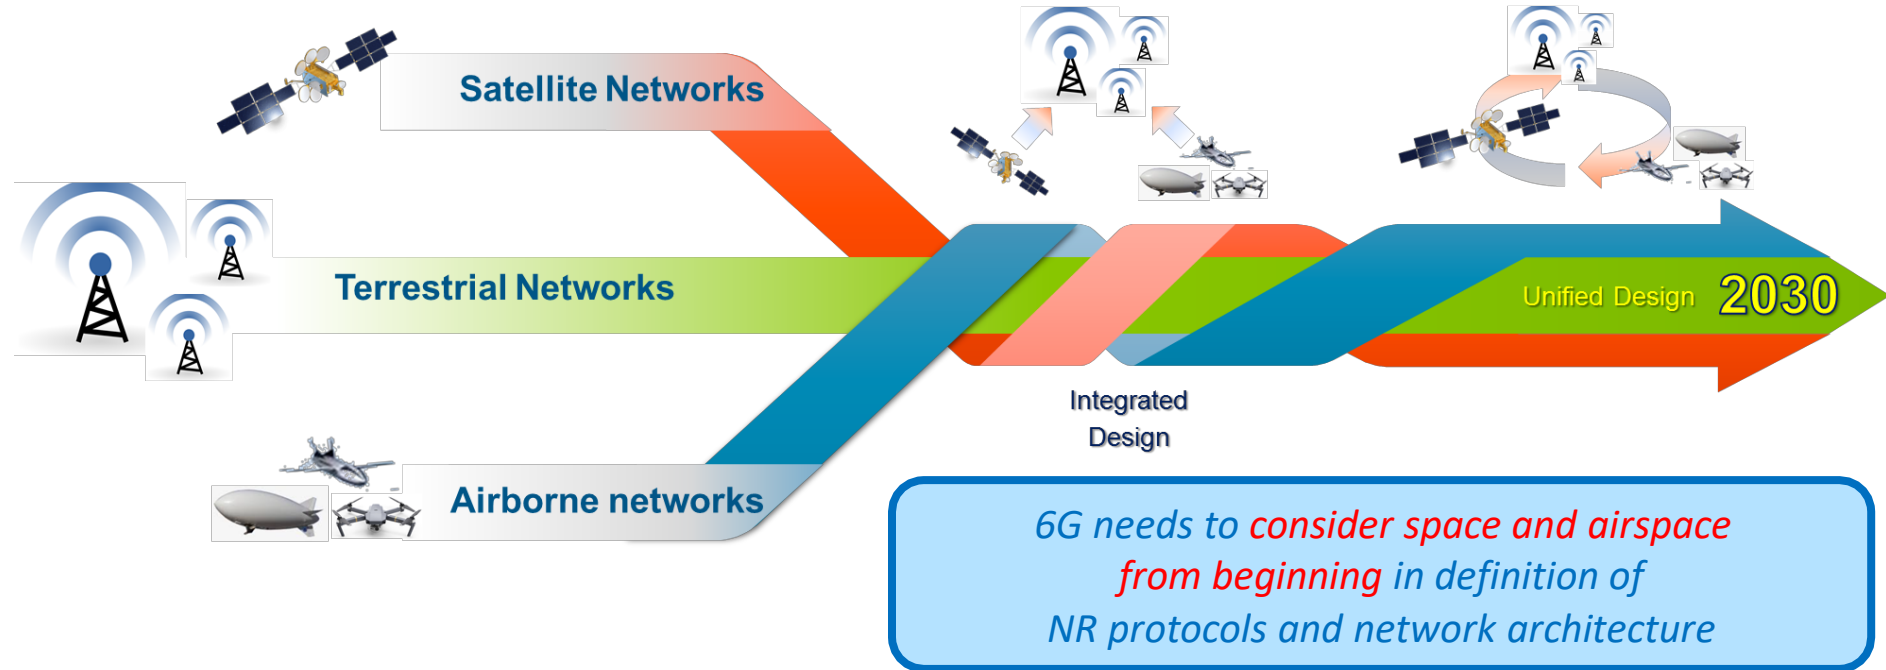 Satellite Networks
Terrestrial Networks
Unified Design 2030
Integrated
Design
Airborne networks
6G needs to consider space and airspace
from beginning in definition of
NR protocols and network architecture